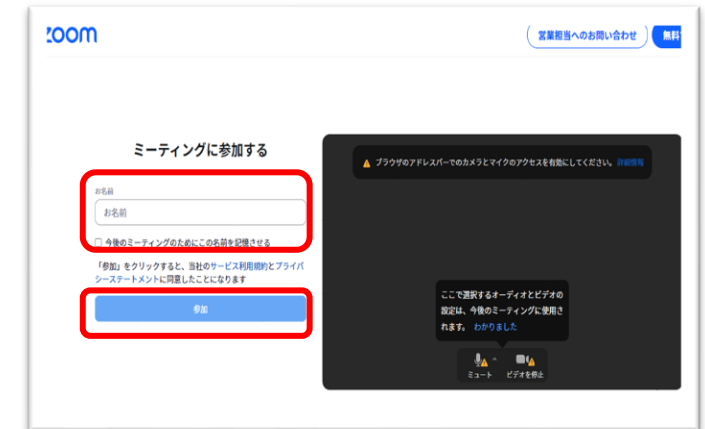 zoom
営業担当へのお問い合わせ
無料
ミーティングに参加する
お名前
お名前
今後のミーティングのためにこの名前を記憶させる
「参加」をクリックすると、当社のサービス利用規約とプライバ
シーステートメントに同意したことになります
参加
ブラウザのアドレスバーでのカメラとマイクのアクセスを有効にしてください。 詳細情報
ここで選択するオーディオとビデオの
設定は、今後のミーティングに使用さ
れます。 わかりました
ミュート ビデオを停止